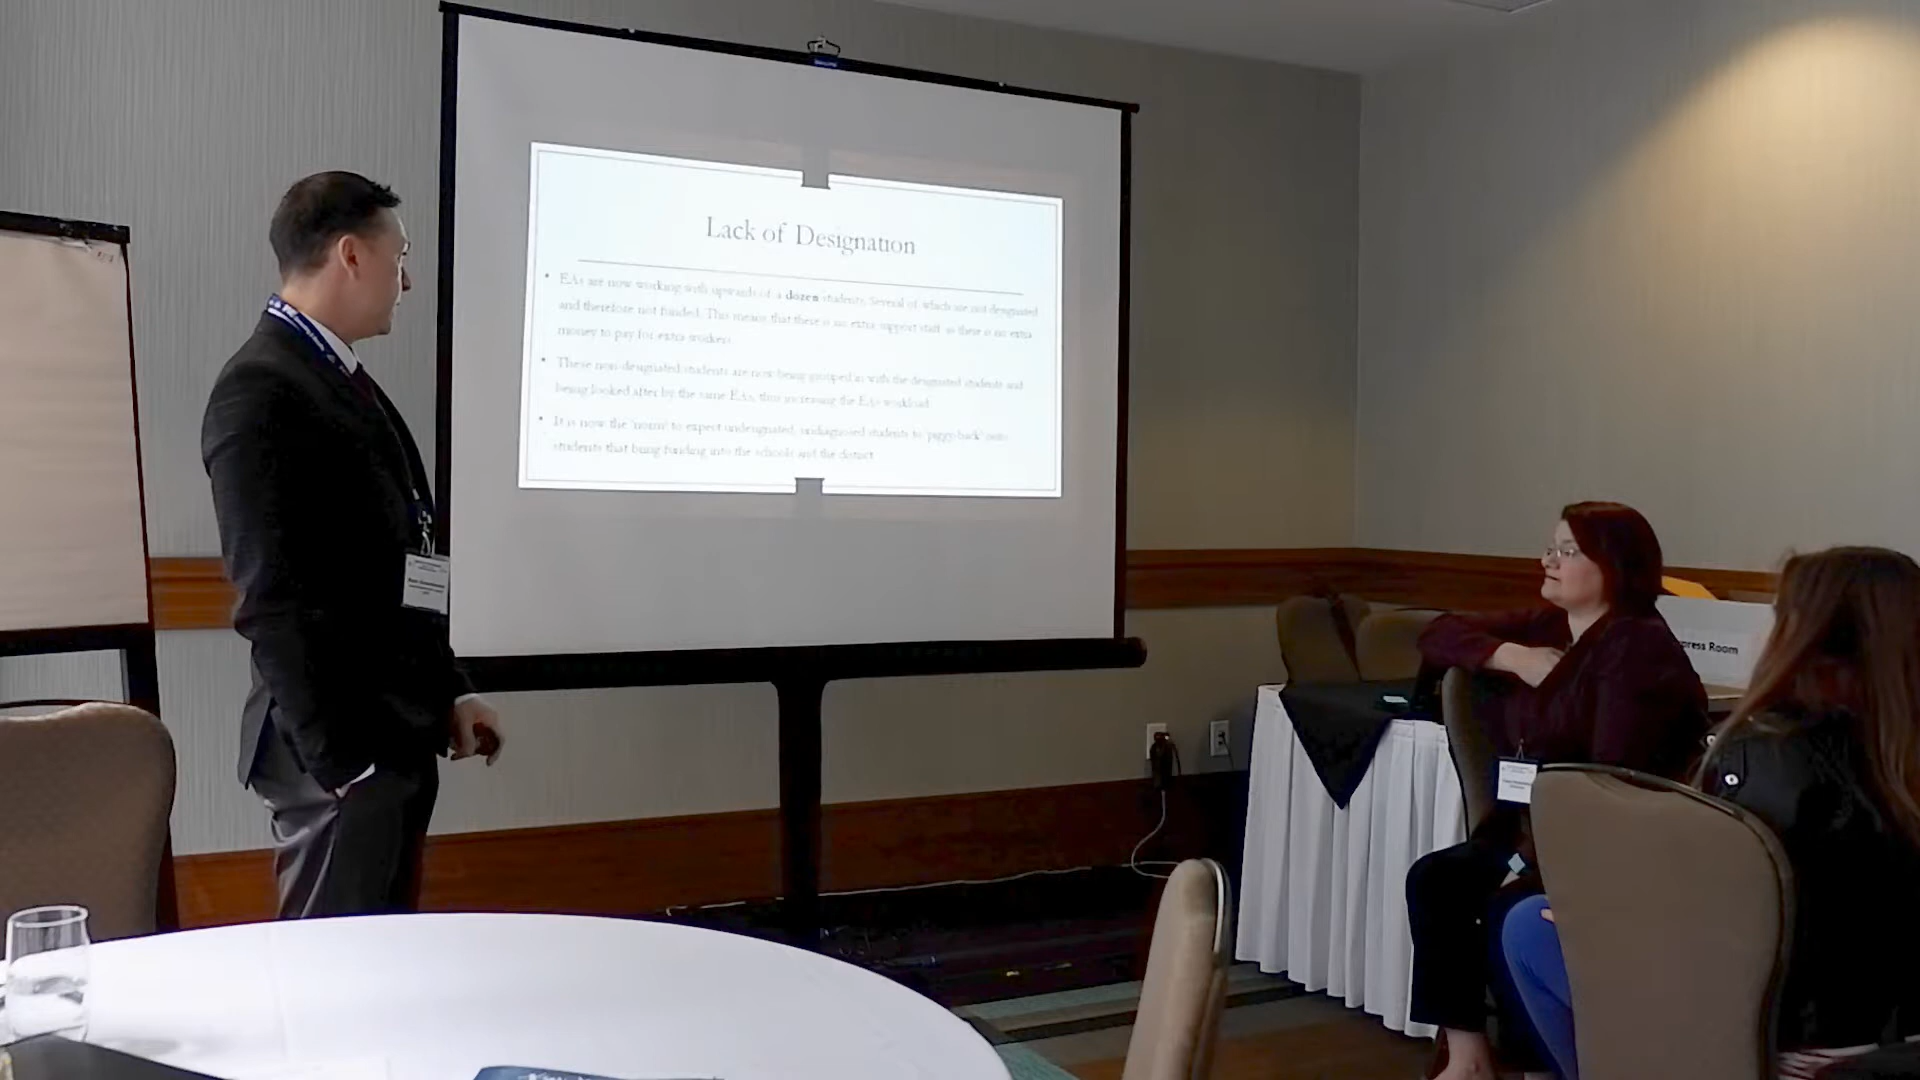 Lack of Designation
• EAs are now working with upwards of a dozen students. Several of which are not designated
and therefore not funded. This means that there is no extra support staff as there is no extra
money to pay for extra workers.
• These non-designated students are now being grouped in with the designated students and
being looked after by the same EAs, thus increasing the EAs workload.
• It is now the 'norm' to expect undesignated, undiagnosed students to 'piggy-back' onto
students that bring funding into the schools and the district.
press Room